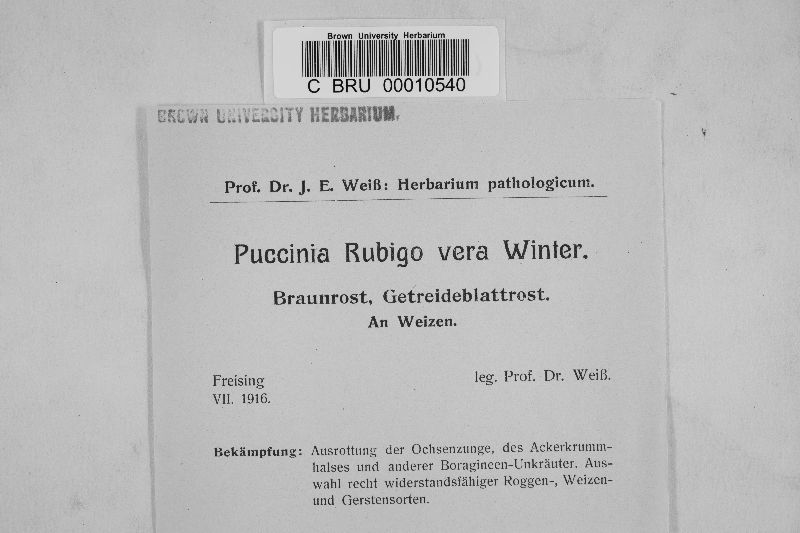 Brown University Herbarium
C BRU 00010540
BROWN UNIVERSITY HERBARIUM.
Prof. Dr. J. E. Weiß: Herbarium pathologicum.
Puccinia Rubigo vera Winter.
Braunrost, Getreideblattrost.
An Weizen.
Freising
leg. Prof. Dr. Weiß.
VII. 1916.
Bekämpfung: Ausrottung der Ochsenzunge, des Ackerkrumm-
halses und anderer Boragineen-Unkräuter. Aus-
wahl recht widerstandsfähiger Roggen-, Weizen-
und Gerstensorten.